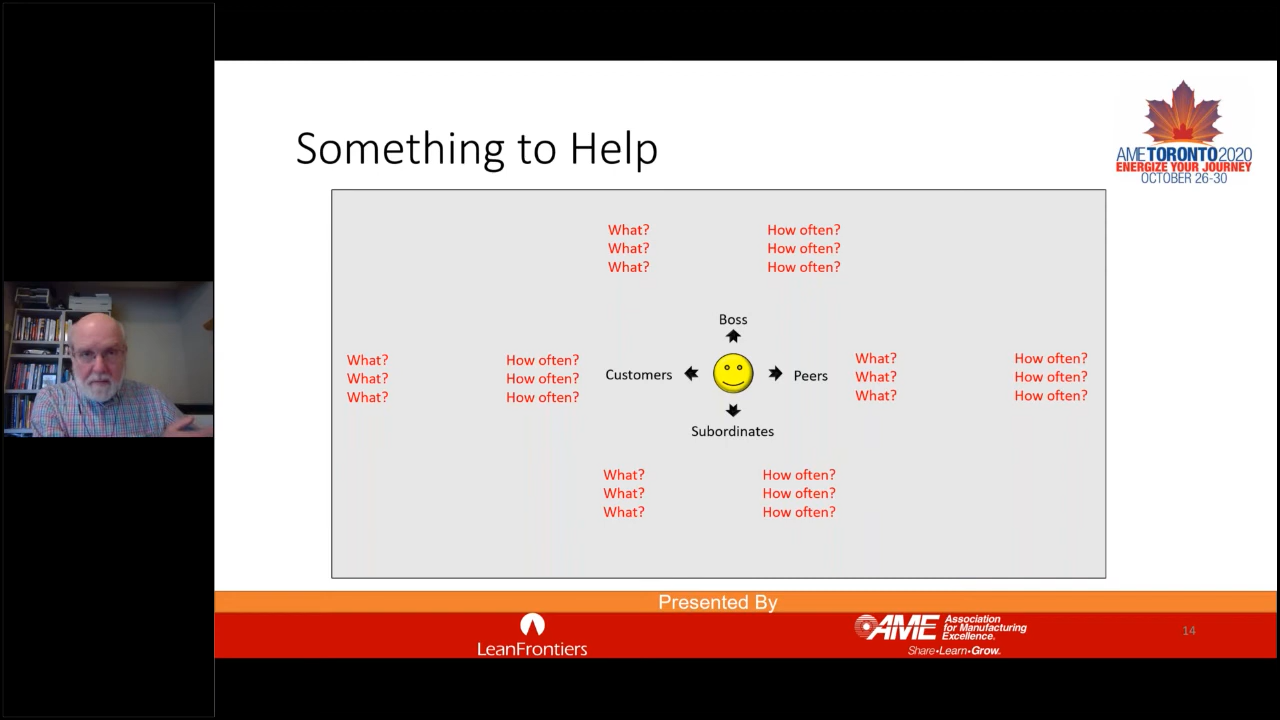 Something to Help
AMETORONTO2020
ENERGIZE YOUR JOURNEY
OCTOBER 26-30
What? How often?
What? How often?
What? How often?
Boss
What? How often?
What? How often?
What? How often?
Customers
Peers
What? How often?
What? How often?
What? How often?
Subordinates
What? How often?
What? How often?
What? How often?
Presented By
LeanFrontiers
AME Association
for Manufacturing
Excellence.
Share•Learn•Grow.
14